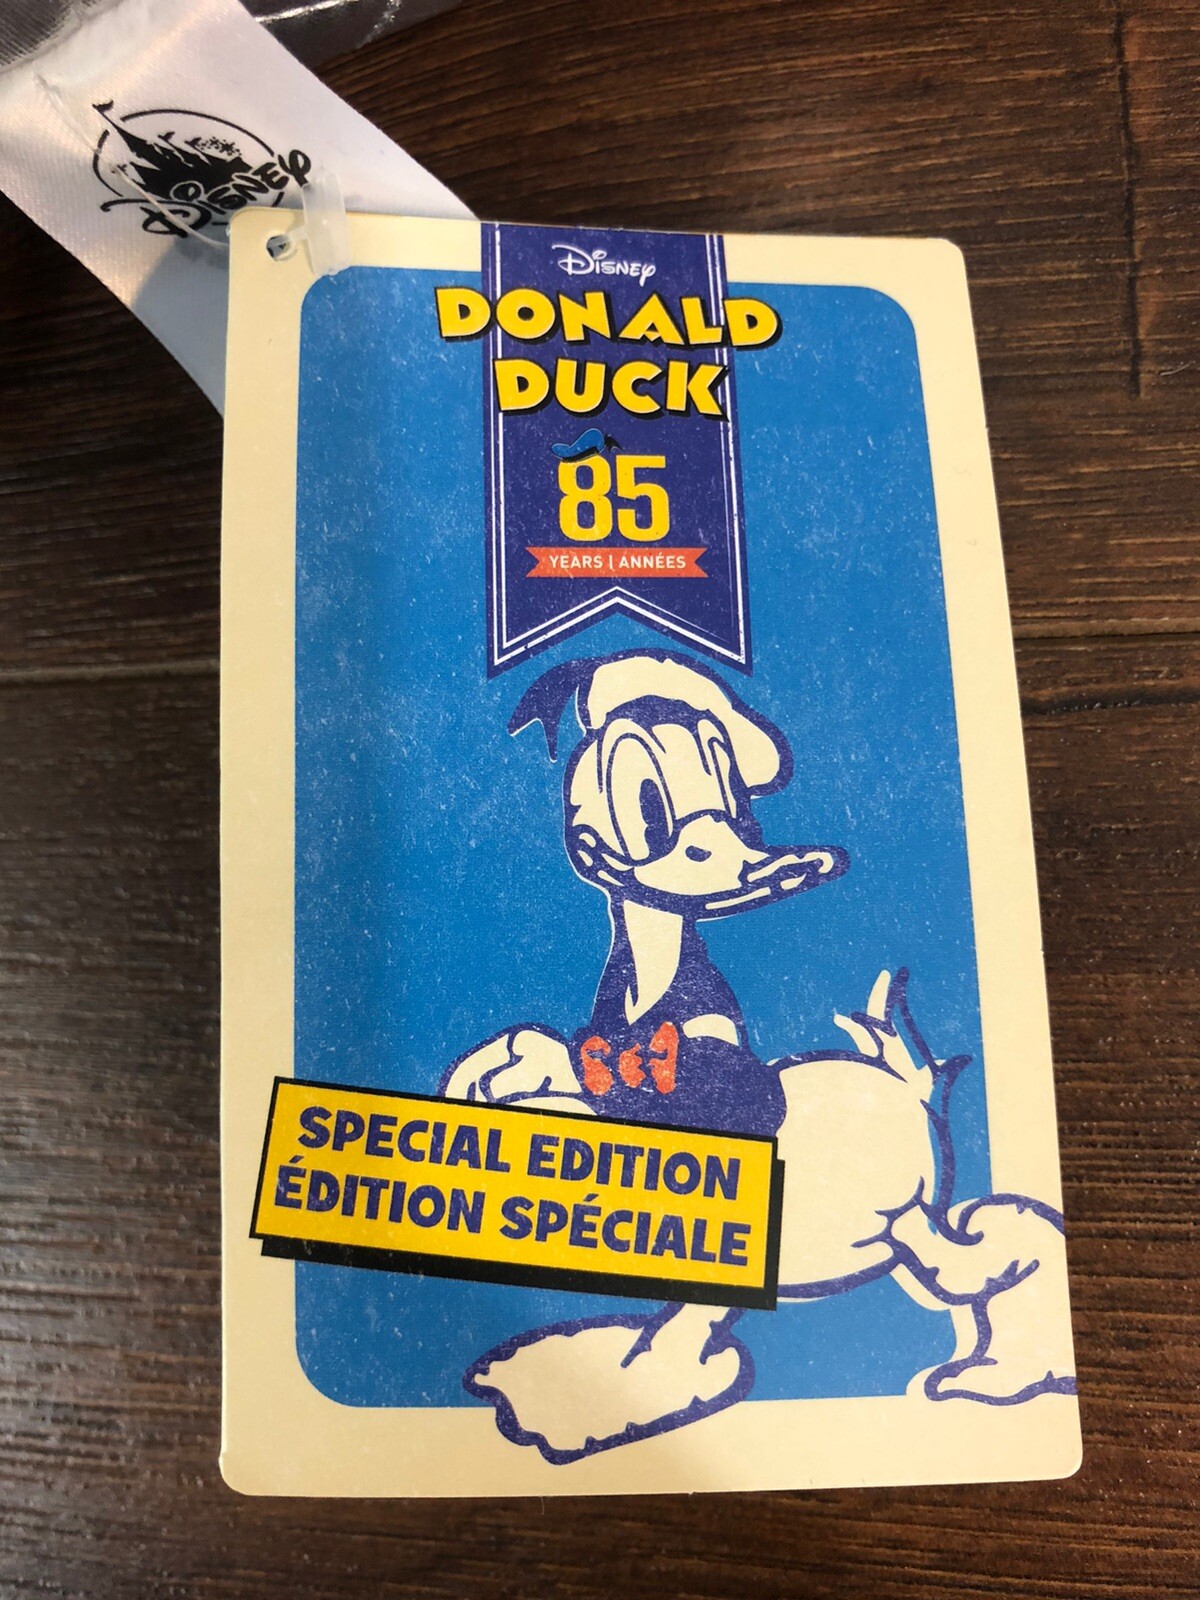 Disney
Disney
DONALD
DUCK
85
YEARS | ANNÉES
SPECIAL EDITION
ÉDITION SPÉCIALE